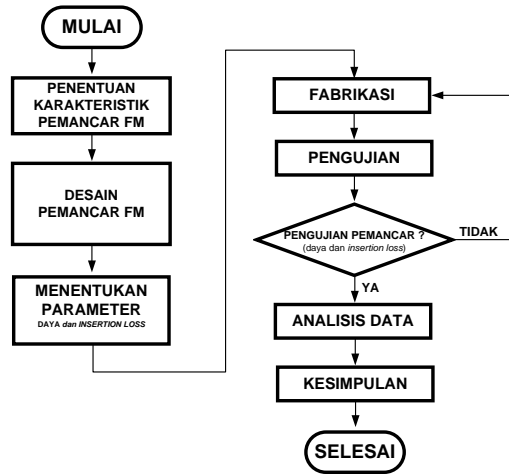 MULAI
PENENTUAN
KARAKTERISTIK
PEMANCAR FM
DESAIN
PEMANCAR FM
MENENTUKAN
PARAMETER
DAYA dan INSERTION LOSS
FABRIKASI
PENGUJIAN
PENGUJIAN PEMANCAR ?
(daya dan insertion loss)
TIDAK
YA
ANALISIS DATA
KESIMPULAN
SELESAI